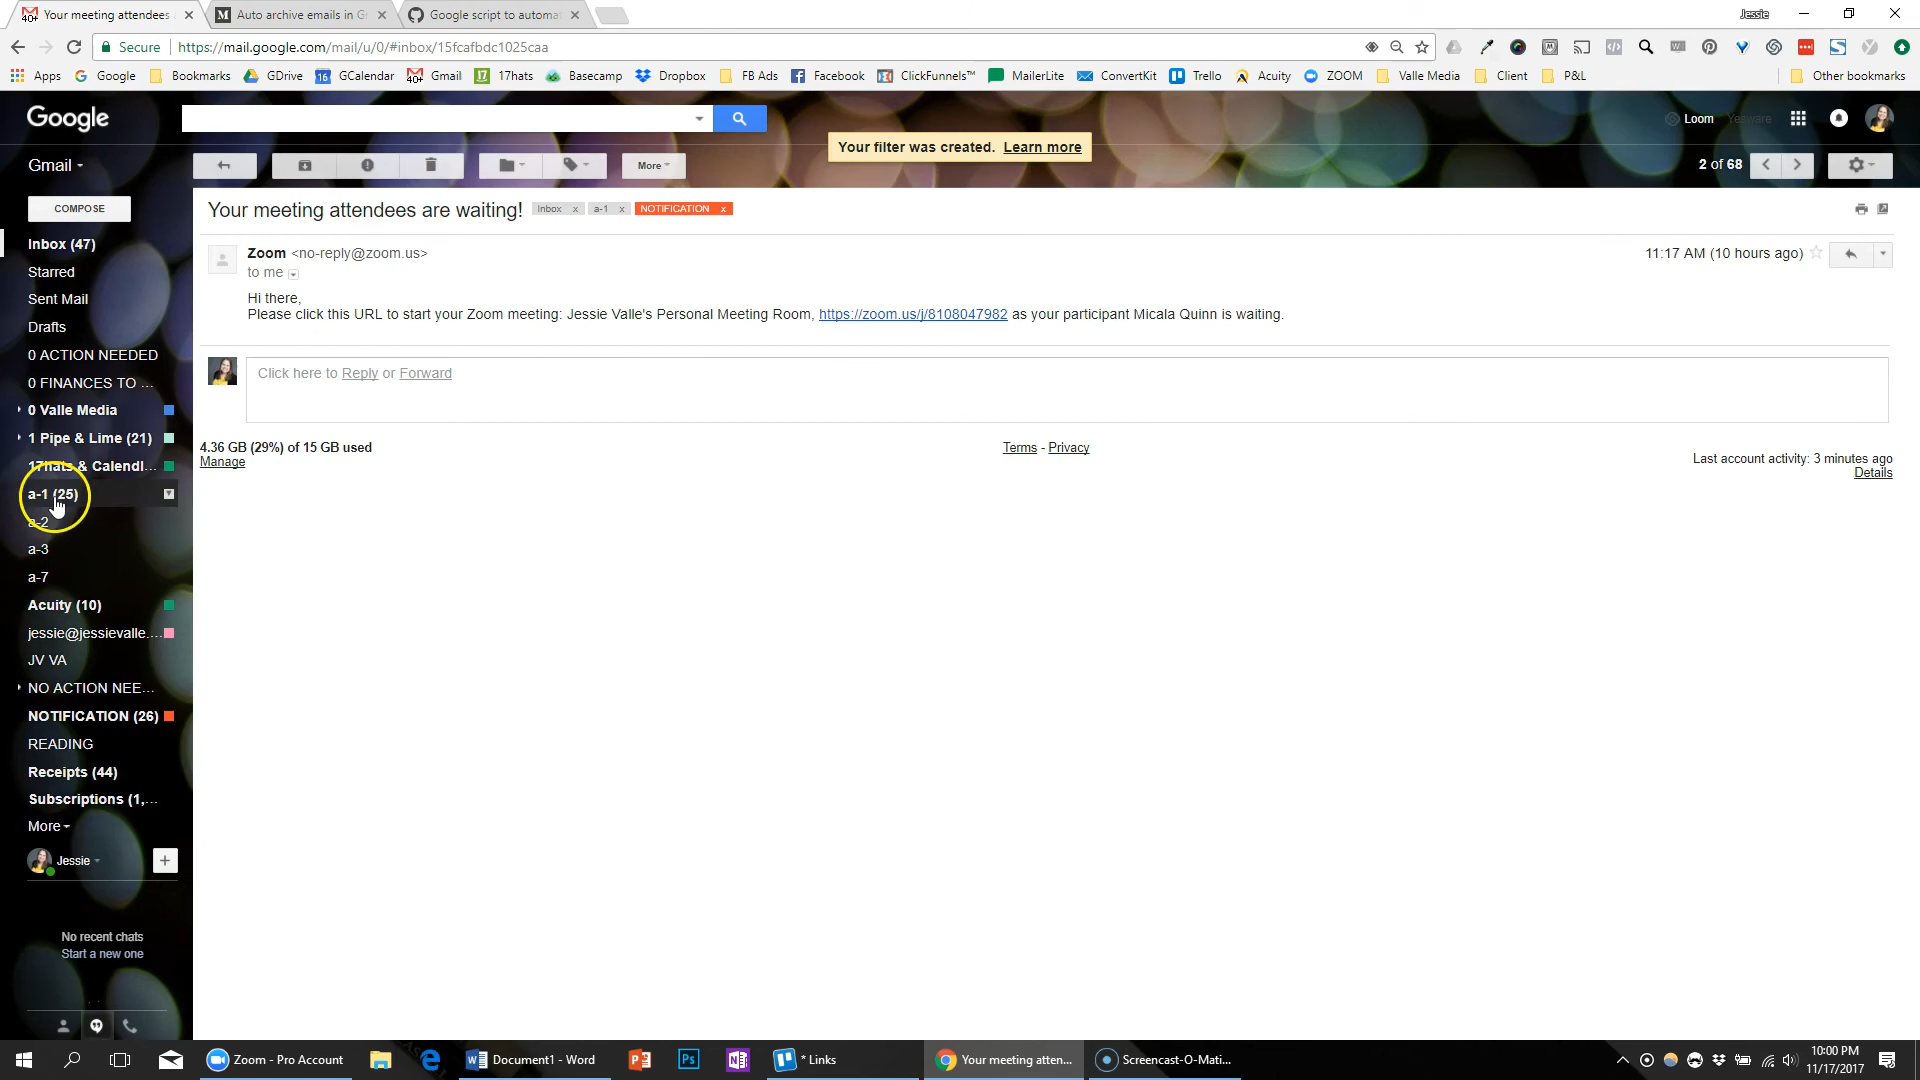 Your meeting attendees
Auto archive emails in G
Google script to automa
Jessie
Secure
https://mail.google.com/mail/u/0/#inbox/15fcafbdc1025caa
Apps
Google
Bookmarks
GDrive
GCalendar
Gmail
17hats
Basecamp
Dropbox
FB Ads
Facebook
ClickFunnels™
MailerLite
ConvertKit
Trello
Acuity
ZOOM
Valle Media
Client
P&L
Other bookmarks
Google
Loom
Yesware
Your filter was created. Learn more
Gmail
More
2 of 68
COMPOSE
Your meeting attendees are waiting!
Inbox x
a-1 x
NOTIFICATION x
Inbox (47)
Starred
Sent Mail
Drafts
0 ACTION NEEDED
0 FINANCES TO ...
0 Valle Media
1 Pipe & Lime (21)
17hats & Calendl...
a-1 (25)
a-2
a-3
a-7
Acuity (10)
jessie@jessievalle....
JV VA
NO ACTION NEE...
NOTIFICATION (26)
READING
Receipts (44)
Subscriptions (1,...
More
Jessie
No recent chats
Start a new one
Zoom <no-reply@zoom.us>
11:17 AM (10 hours ago)
to me
Hi there,
Please click this URL to start your Zoom meeting: Jessie Valle's Personal Meeting Room, https://zoom.us/j/8108047982 as your participant Micala Quinn is waiting.
Click here to Reply or Forward
4.36 GB (29%) of 15 GB used
Manage
Terms - Privacy
Last account activity: 3 minutes ago
Details
Zoom - Pro Account
Document1 - Word
* Links
Your meeting atten...
Screencast-O-Mati...
10:00 PM
11/17/2017